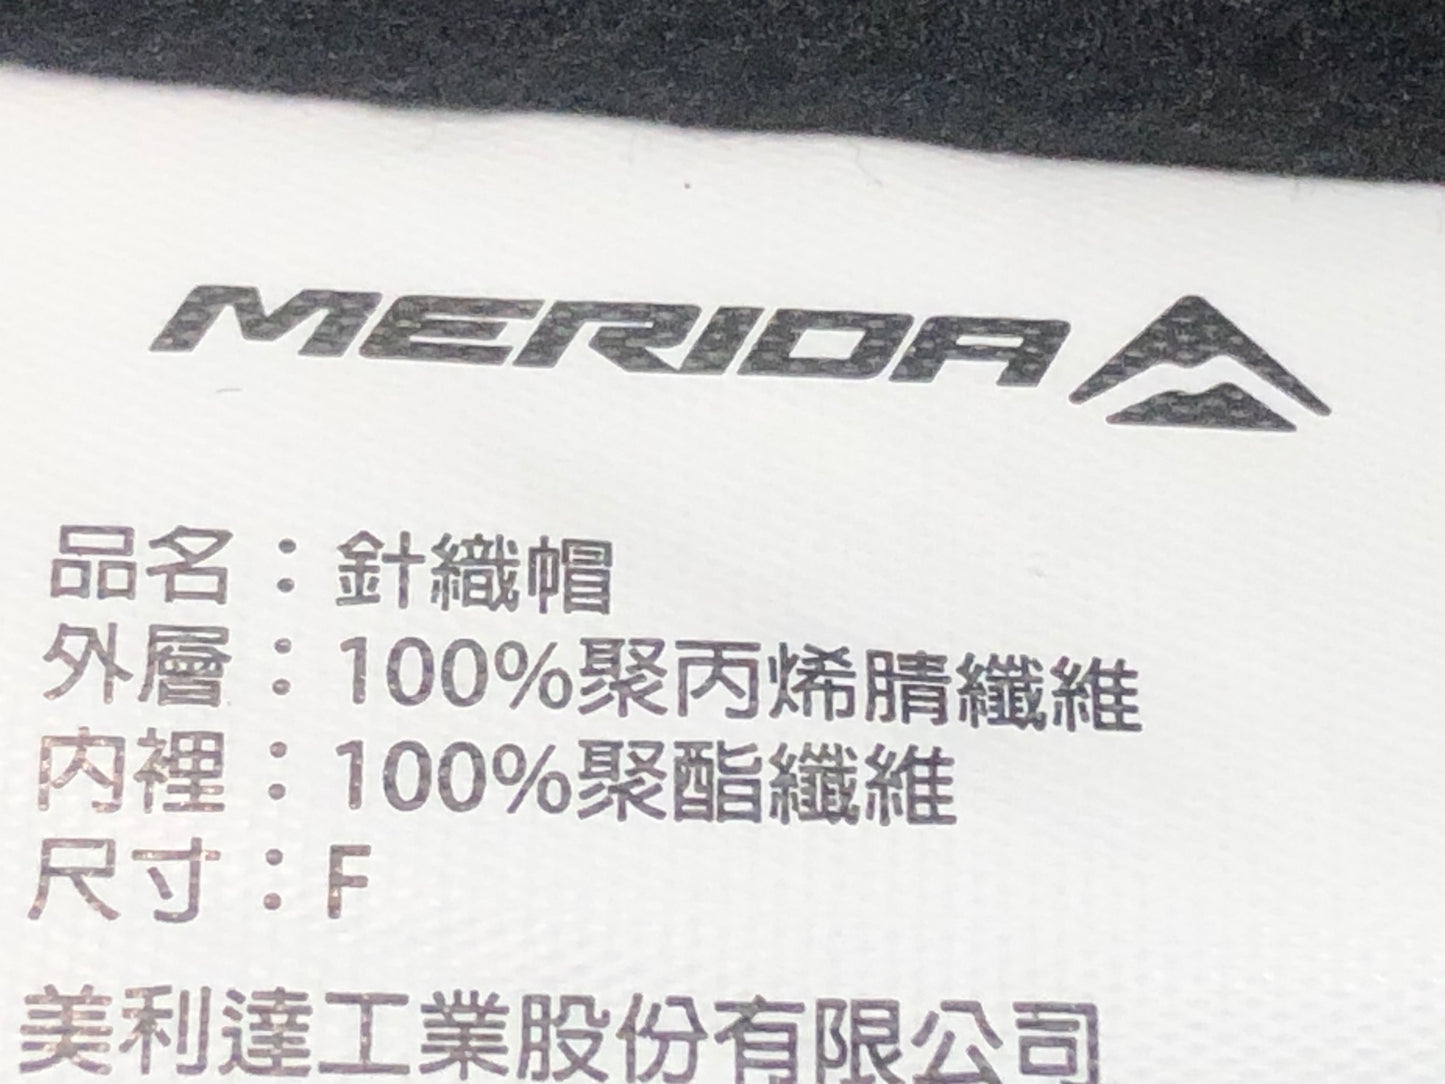 MERIDA
品名：針織帽
外層：100%聚丙烯腈纖維
內裡：100%聚酯纖維
尺寸：F
美利達工業股份有限公司